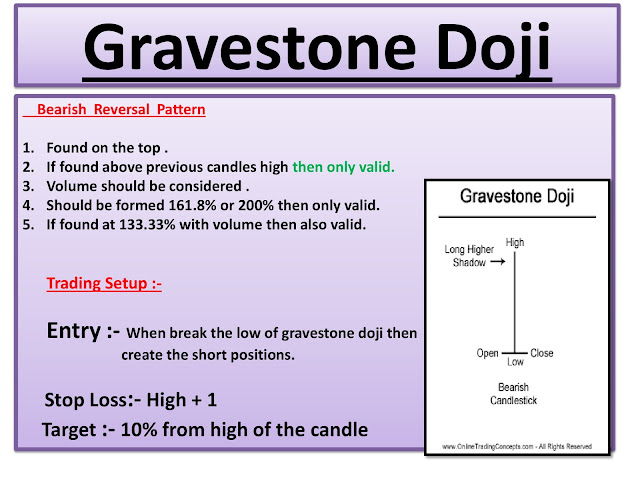 Gravestone Doji
Bearish Reversal Pattern
1. Found on the top .
2. If found above previous candles high then only valid.
3. Volume should be considered .
4. Should be formed 161.8% or 200% then only valid.
5. If found at 133.33% with volume then also valid.
Trading Setup :-
Entry :- When break the low of gravestone doji then
create the short positions.
Stop Loss:- High + 1
Target :- 10% from high of the candle
Gravestone Doji
High
Long Higher
Shadow
Open
Close
Low
Bearish
Candlestick
www.OnlineTradingConcepts.com - All Rights Reserved